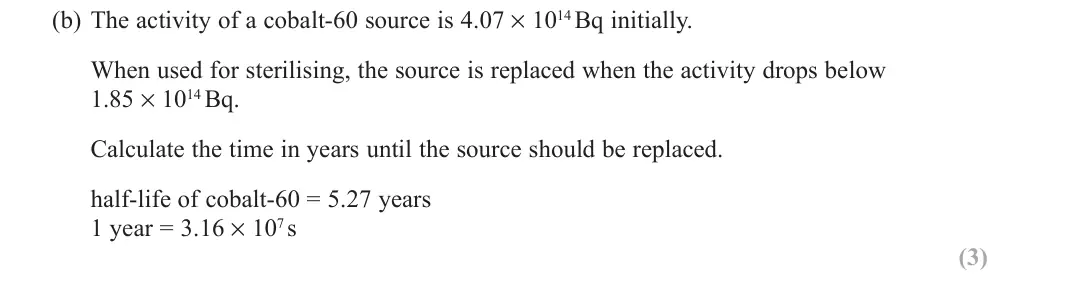 (b) The activity of a cobalt-60 source is 4.07 × 10¹⁴ Bq initially.
When used for sterilising, the source is replaced when the activity drops below
1.85 × 10¹⁴ Bq.
Calculate the time in years until the source should be replaced.
half-life of cobalt-60 = 5.27 years
1 year = 3.16 × 10⁷ s
(3)